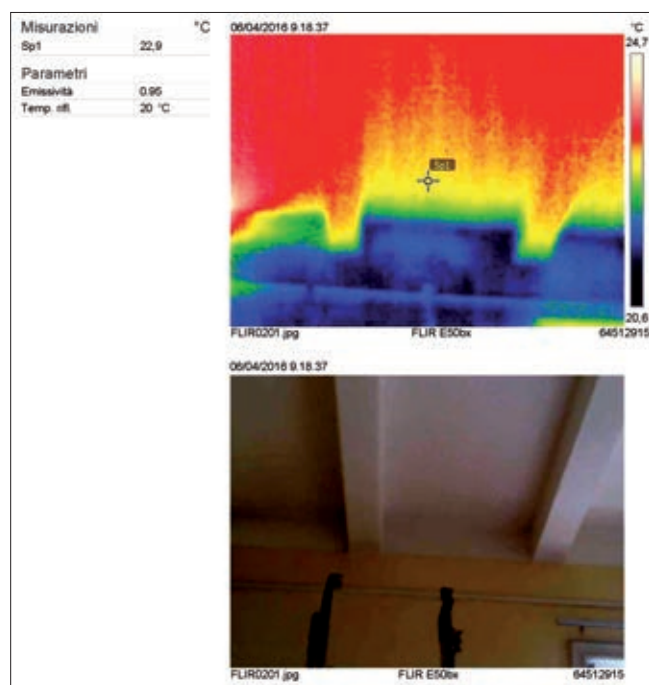 Misurazioni °C
Sp1 22,9
Parametri
Emissività 0.95
Temp. rifl. 20 °C
06/04/2016 9.18.37
°C
24,7
Sp1
20,6
FLIR0201.jpg FLIR E50bx 64512915
06/04/2016 9.18.37
FLIR0201.jpg FLIR E50bx 64512915